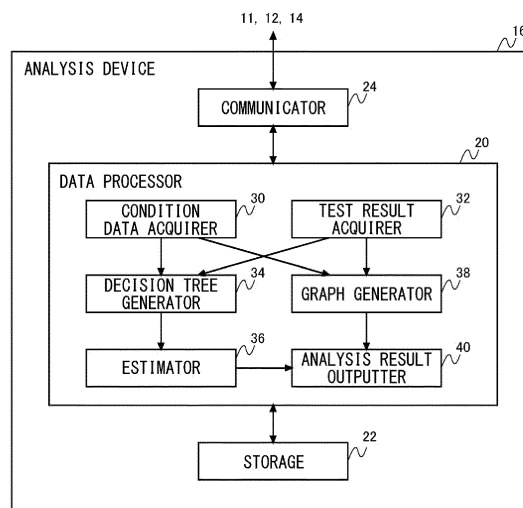 11, 12, 14
16
ANALYSIS DEVICE
24
COMMUNICATOR
20
DATA PROCESSOR
30
CONDITION
DATA ACQUIRER
32
TEST RESULT
ACQUIRER
34
DECISION TREE
GENERATOR
38
GRAPH GENERATOR
36
ESTIMATOR
40
ANALYSIS RESULT
OUTPUTTER
22
STORAGE